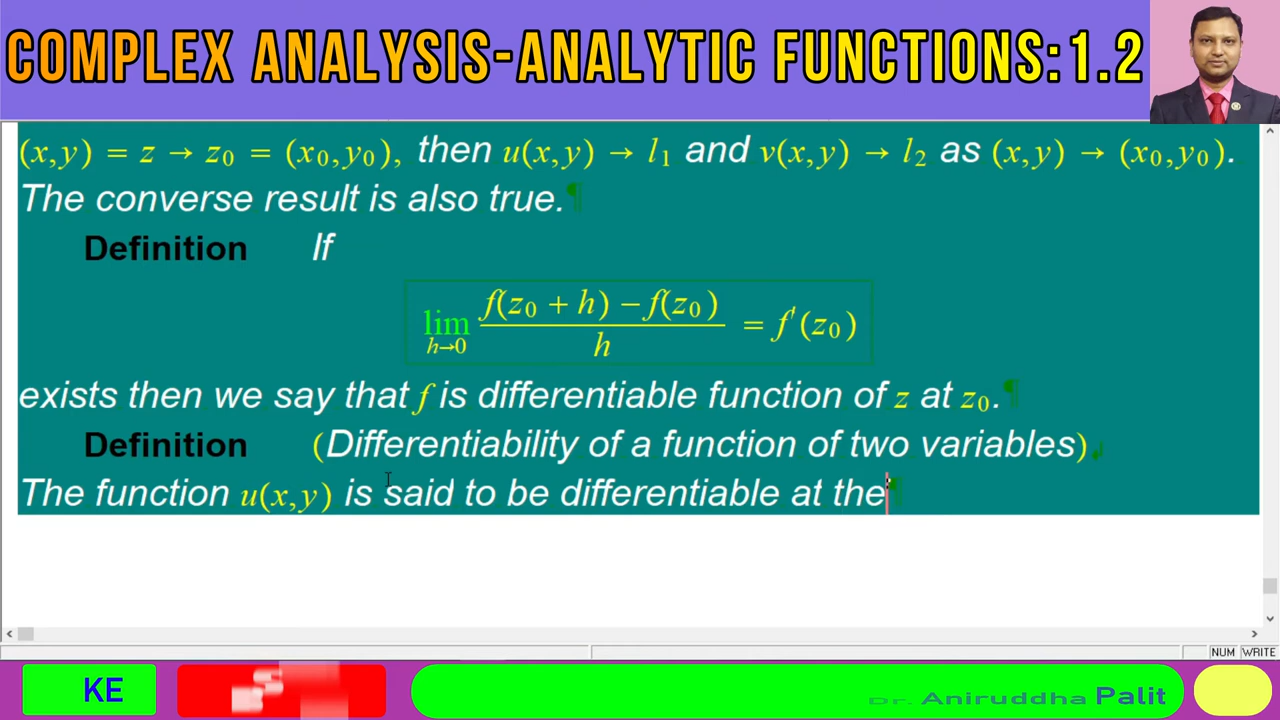 COMPLEX ANALYSIS-ANALYTIC FUNCTIONS:1.2
(x,y) = z → z₀ = (x₀,y₀), then u(x,y) → l₁ and v(x,y) → l₂ as (x,y) → (x₀,y₀).
The converse result is also true.¶
Definition If
lim h→0 f(z₀ + h) − f(z₀) / h = f′(z₀)
exists then we say that f is differentiable function of z at z₀.¶
Definition (Differentiability of a function of two variables)↲
The function u(x,y) is said to be differentiable at the¶
NUM WRITE
KE
Dr. Aniruddha Palit